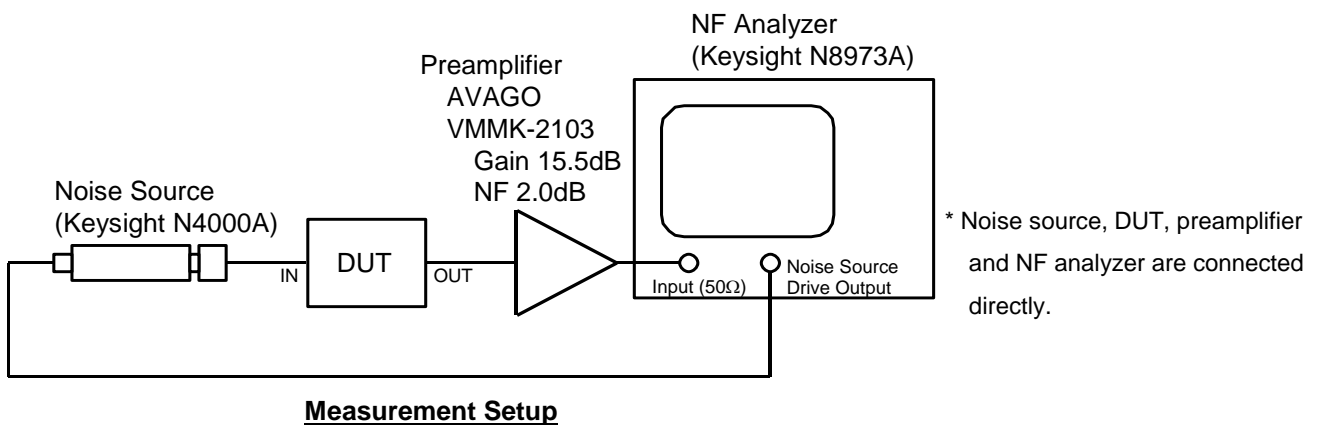 NF Analyzer
(Keysight N8973A)
Preamplifier
AVAGO
VMMK-2103
Gain 15.5dB
NF 2.0dB
Noise Source
(Keysight N4000A)
IN
DUT
OUT
Input (50Ω)
Noise Source
Drive Output
* Noise source, DUT, preamplifier
and NF analyzer are connected
directly.
Measurement Setup